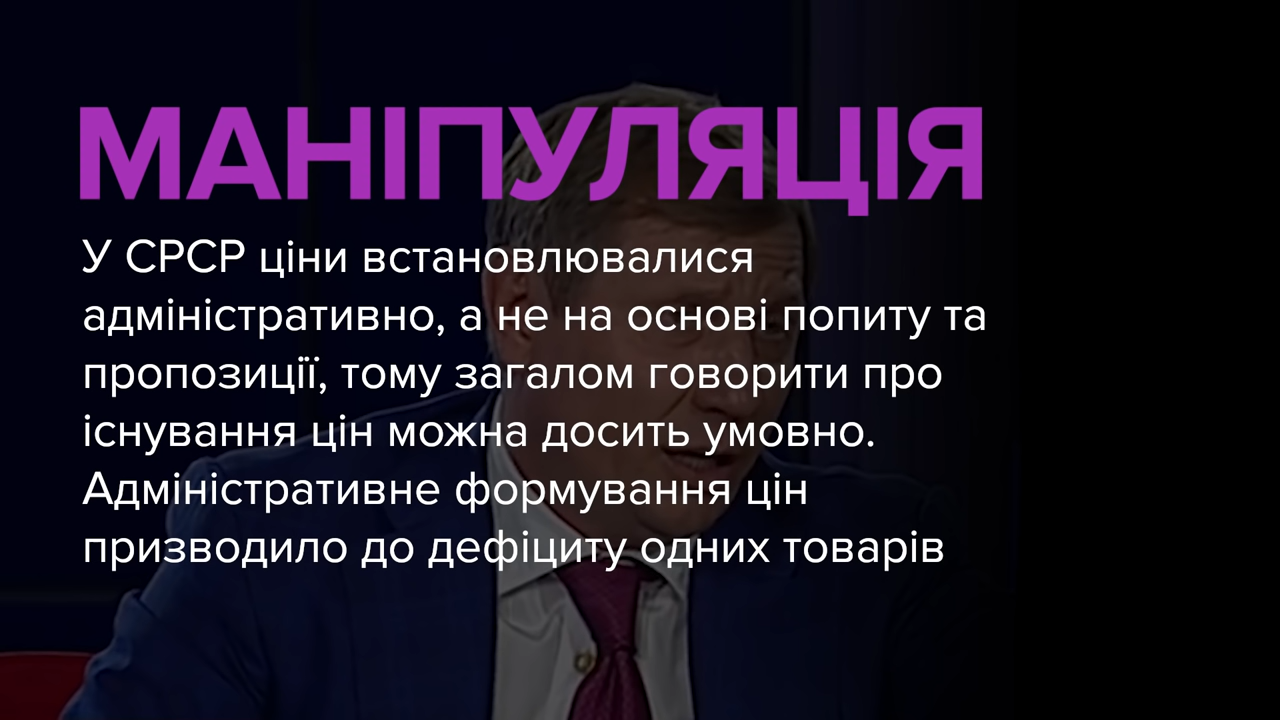 МАНІПУЛЯЦІЯ
У СРСР ціни встановлювалися
адміністративно, а не на основі попиту та
пропозиції, тому загалом говорити про
існування цін можна досить умовно.
Адміністративне формування цін
призводило до дефіциту одних товарів